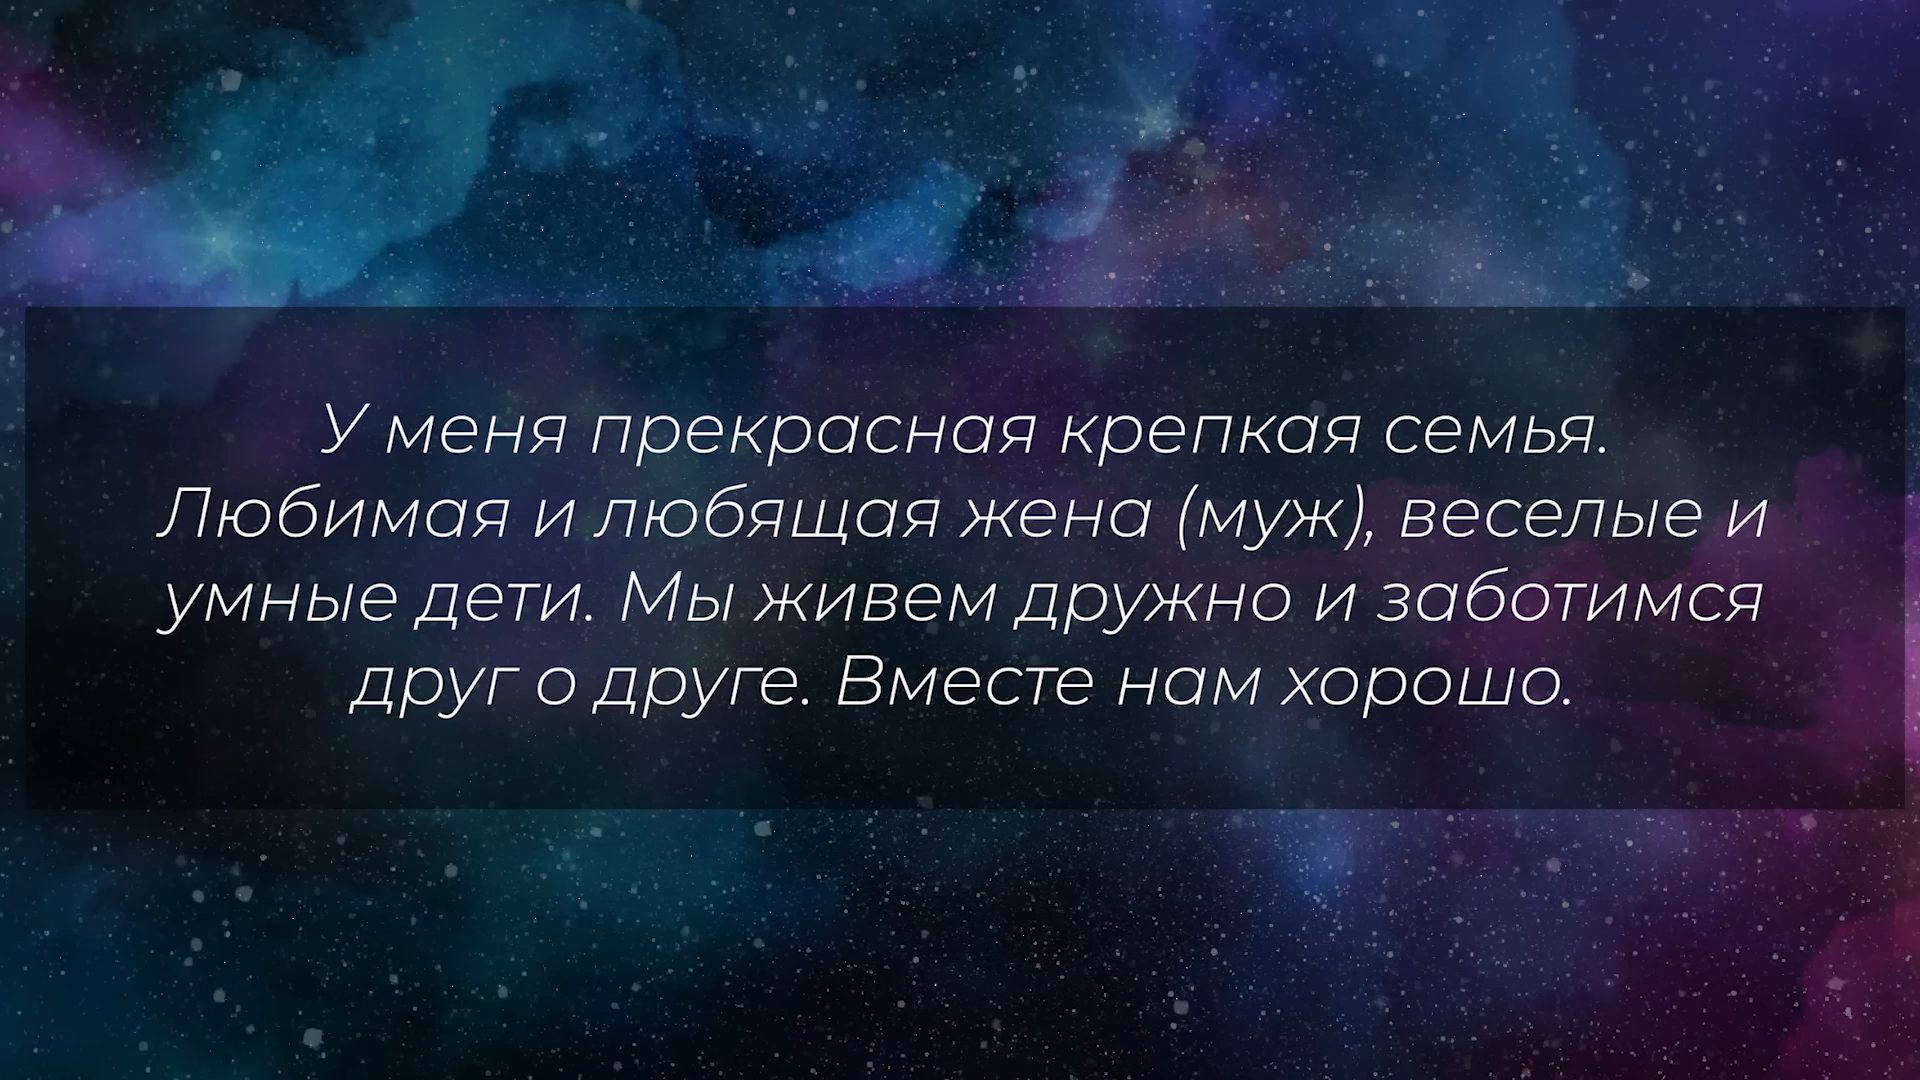 У меня прекрасная крепкая семья.
Любимая и любящая жена (муж), веселые и
умные дети. Мы живем дружно и заботимся
друг о друге. Вместе нам хорошо.